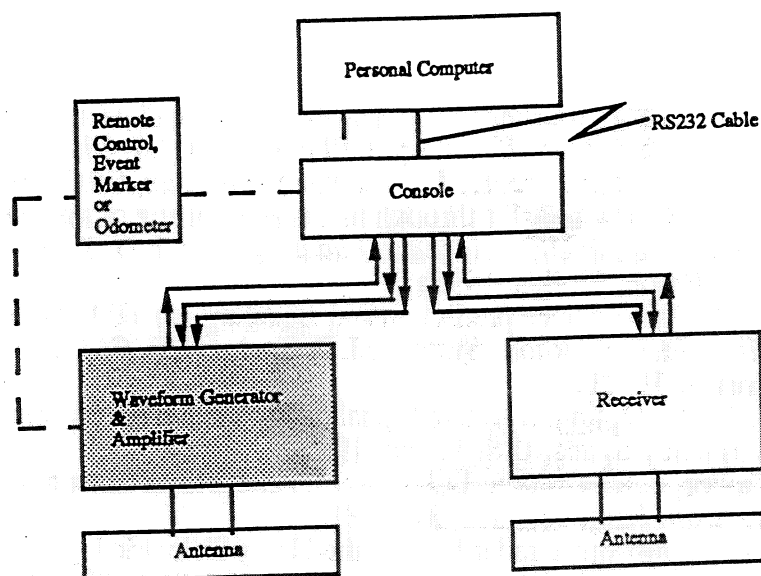 Personal Computer
Remote
Control,
Event
Marker
or
Odometer
RS232 Cable
Console
Waveform Generator
&
Amplifier
Receiver
Antenna
Antenna